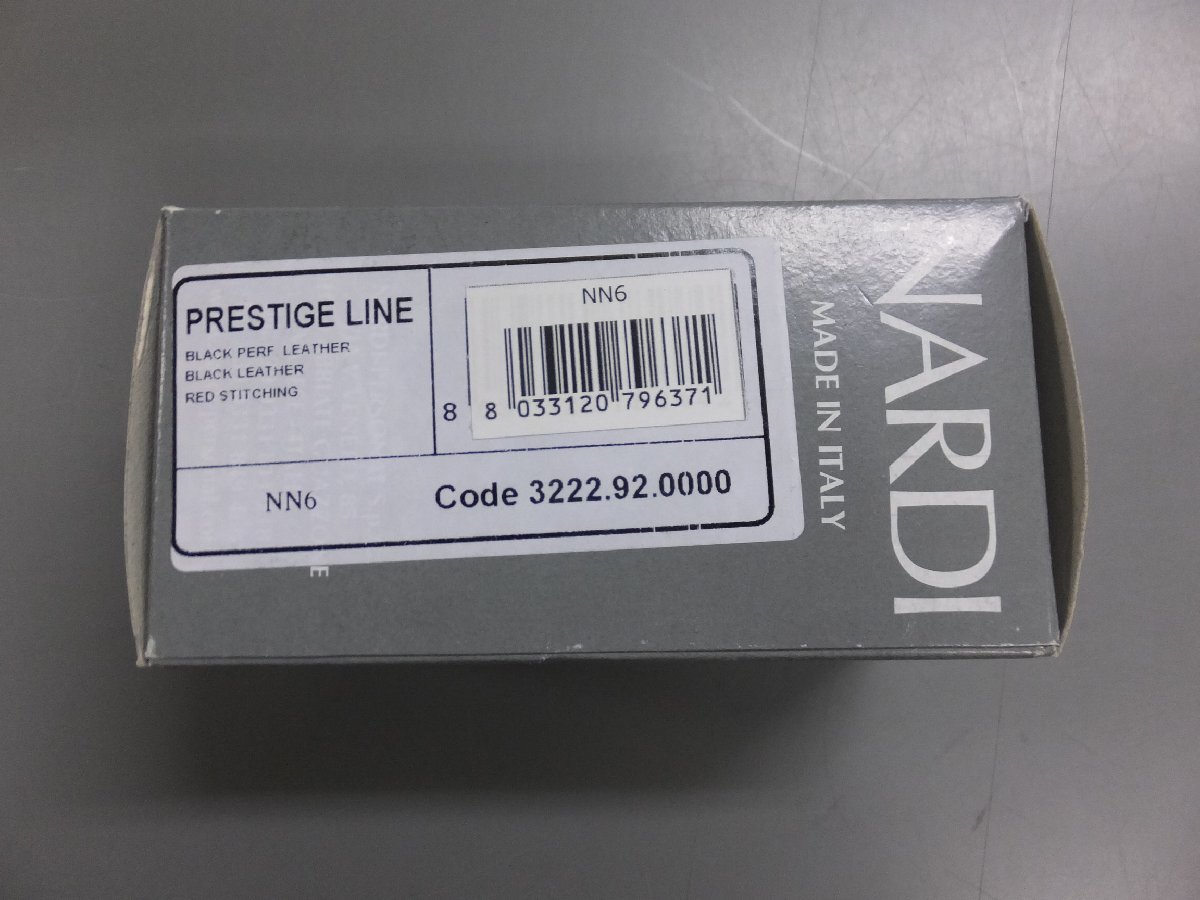 PRESTIGE LINE
BLACK PERF. LEATHER
BLACK LEATHER
RED STITCHING
NN6
8
8 033120 796371
NN6
Code 3222.92.0000
E
MADE IN ITALY
NARDI